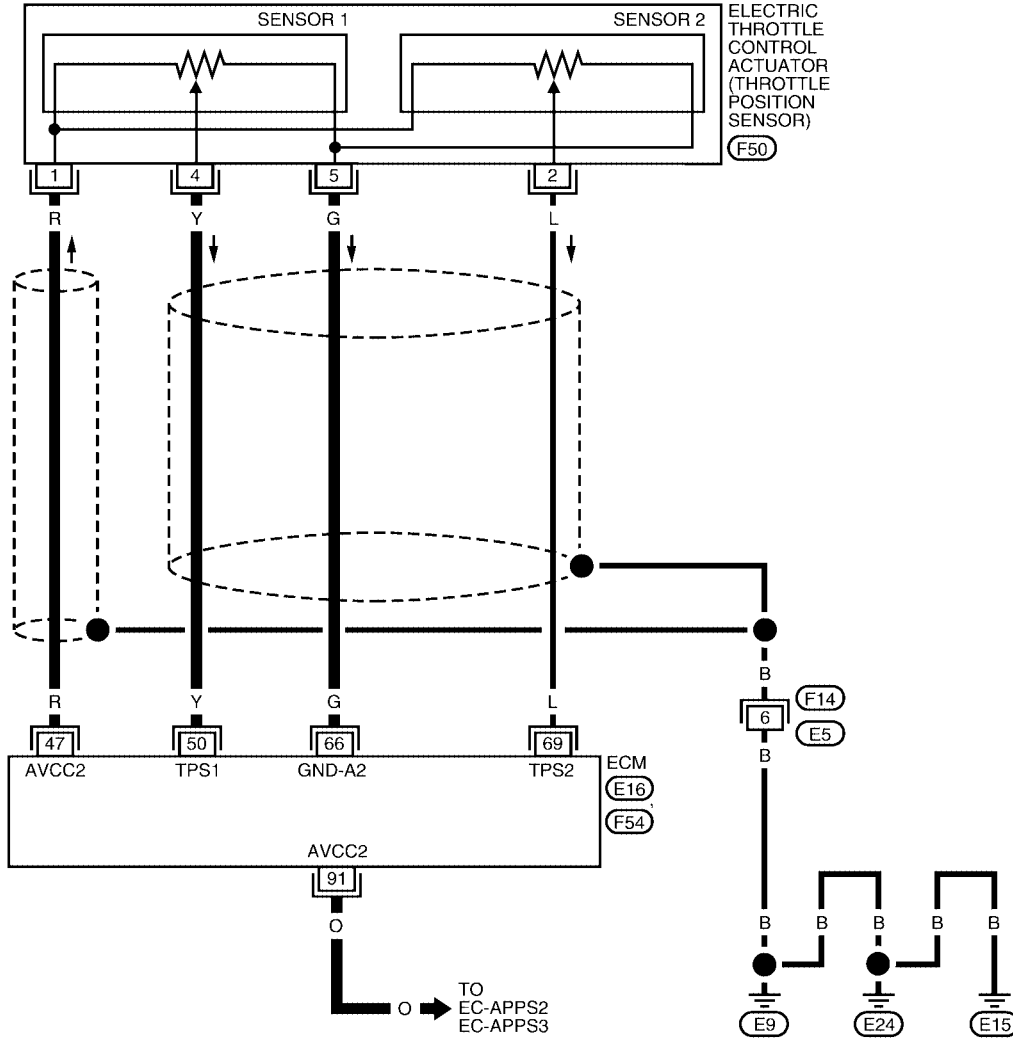 SENSOR 1
SENSOR 2
ELECTRIC
THROTTLE
CONTROL
ACTUATOR
(THROTTLE
POSITION
SENSOR)
F50
1 4 5 2
R Y G L
R Y G L
B
F14
6
E5
B
47 50 66 69
AVCC2 TPS1 GND-A2 TPS2
ECM
E16,
F54
AVCC2
91
O
O
TO
EC-APPS2
EC-APPS3
B B B B B
E9 E24 E15